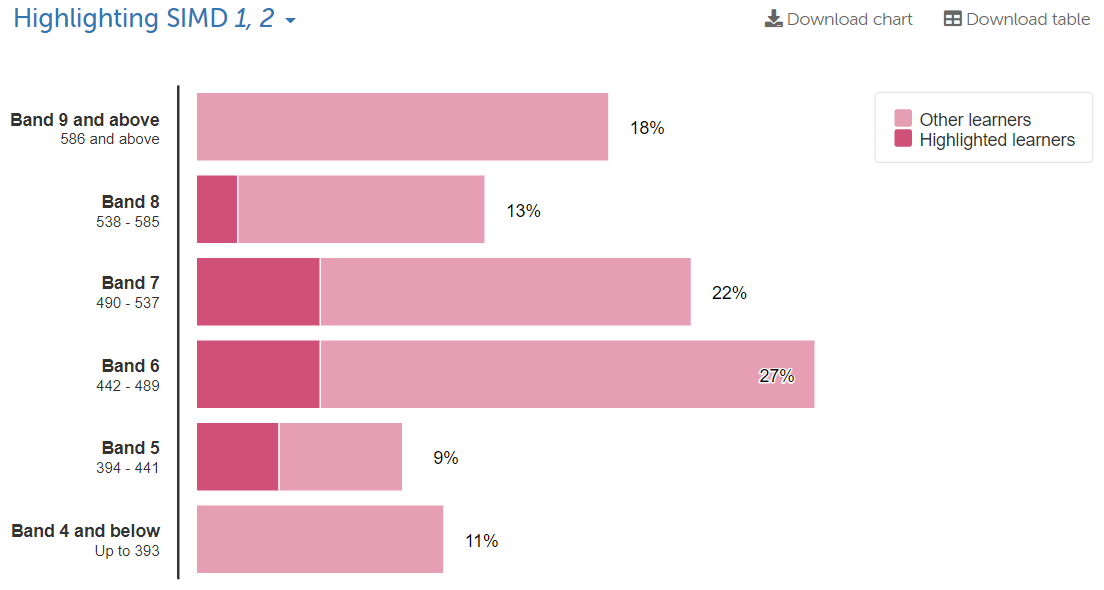 Highlighting SIMD 1, 2
Download chart
Download table
Band 9 and above
586 and above
18%
Other learners
Highlighted learners
Band 8
538 - 585
13%
Band 7
490 - 537
22%
Band 6
442 - 489
27%
Band 5
394 - 441
9%
Band 4 and below
Up to 393
11%